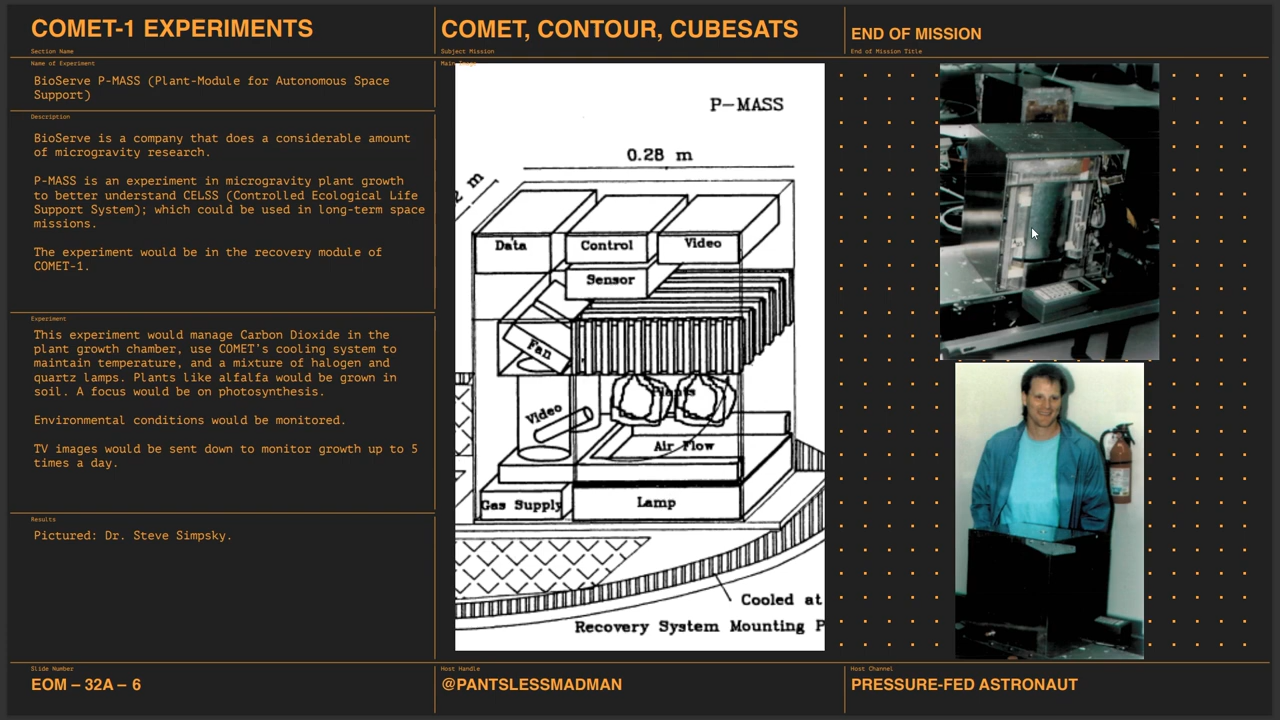 COMET-1 EXPERIMENTS
Section Name
COMET, CONTOUR, CUBESATS
Subject Mission
END OF MISSION
End of Mission Title
Name of Experiment
BioServe P-MASS (Plant-Module for Autonomous Space
Support)
Description
BioServe is a company that does a considerable amount
of microgravity research.
P-MASS is an experiment in microgravity plant growth
to better understand CELSS (Controlled Ecological Life
Support System); which could be used in long-term space
missions.
The experiment would be in the recovery module of
COMET-1.
Experiment
This experiment would manage Carbon Dioxide in the
plant growth chamber, use COMET's cooling system to
maintain temperature, and a mixture of halogen and
quartz lamps. Plants like alfalfa would be grown in
soil. A focus would be on photosynthesis.
Environmental conditions would be monitored.
TV images would be sent down to monitor growth up to 5
times a day.
Results
Pictured: Dr. Steve Simpsky.
Main
P-MASS
0.28 m
2 m
Data
Control
Video
Sensor
Fan
Plants
Video
Air Flow
Gas Supply
Lamp
Cooled at
Recovery System Mounting P
Slide Number
EOM – 32A – 6
Host Handle
@PANTSLESSMADMAN
Host Channel
PRESSURE-FED ASTRONAUT